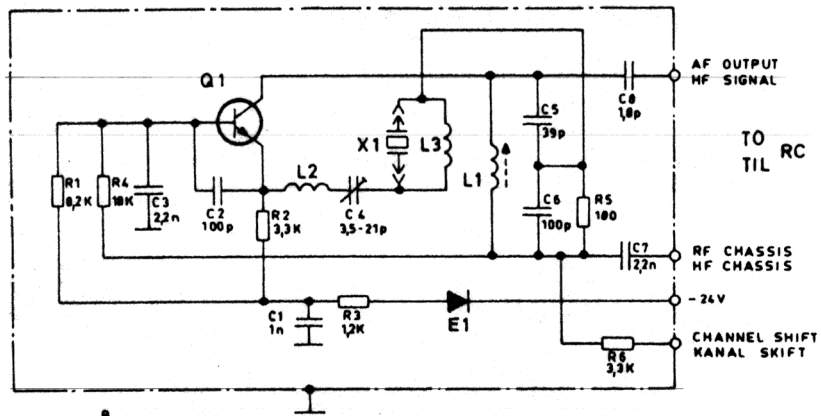 AF OUTPUT
HF SIGNAL
Q1
C8
1,8p
C5
39p
X1
L3
TO
TIL RC
L1
L2
R1
8,2K
R4
18K
C3
2,2n
C2
100p
R2
3,3K
C4
3,5-21p
C6
100p
R5
180
C7
2,2n
RF CHASSIS
HF CHASSIS
-24V
C1
1n
R3
1,2K
E1
CHANNEL SHIFT
KANAL SKIFT
R6
3,3K